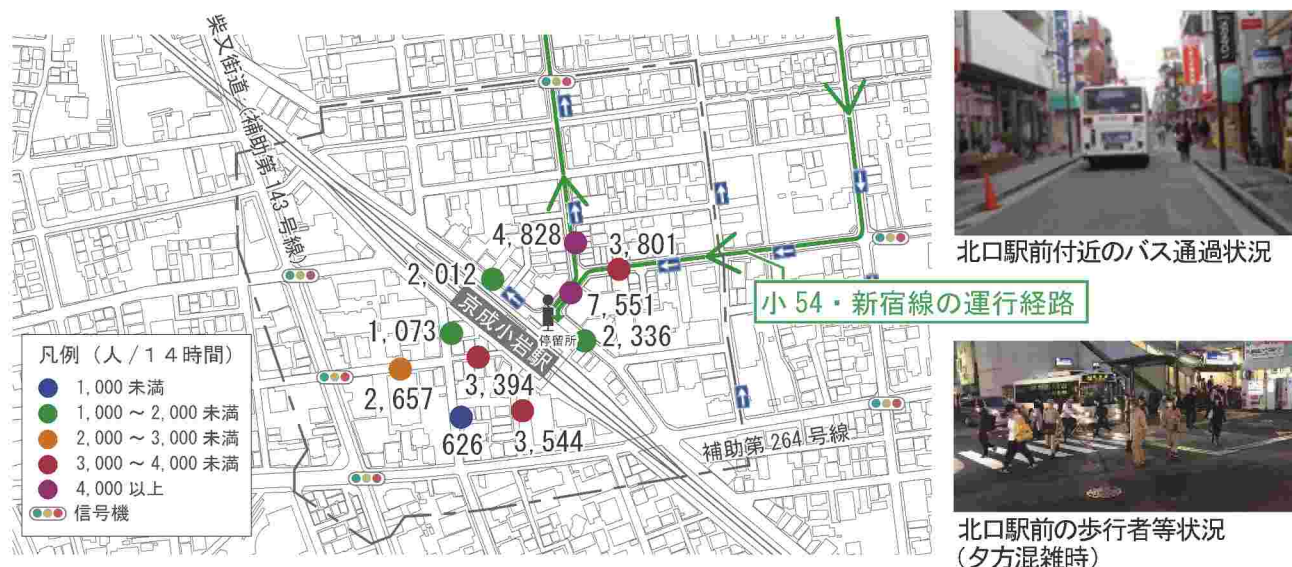 柴又街道(補助第143号線)
4,828
3,801
2,012
7,551
小54・新宿線の運行経路
京成小岩駅
停留所
2,336
1,073
3,394
2,657
626
3,544
補助第264号線
凡例(人/14時間)
1,000未満
1,000~2,000未満
2,000~3,000未満
3,000~4,000未満
4,000以上
信号機
北口駅前付近のバス通過状況
北口駅前の歩行者等状況
(夕方混雑時)